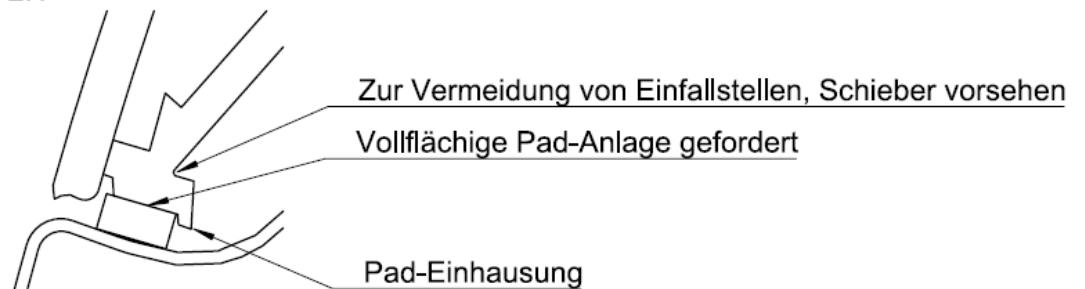 Zur Vermeidung von Einfallstellen, Schieber vorsehen
Vollflächige Pad-Anlage gefordert
Pad-Einhausung